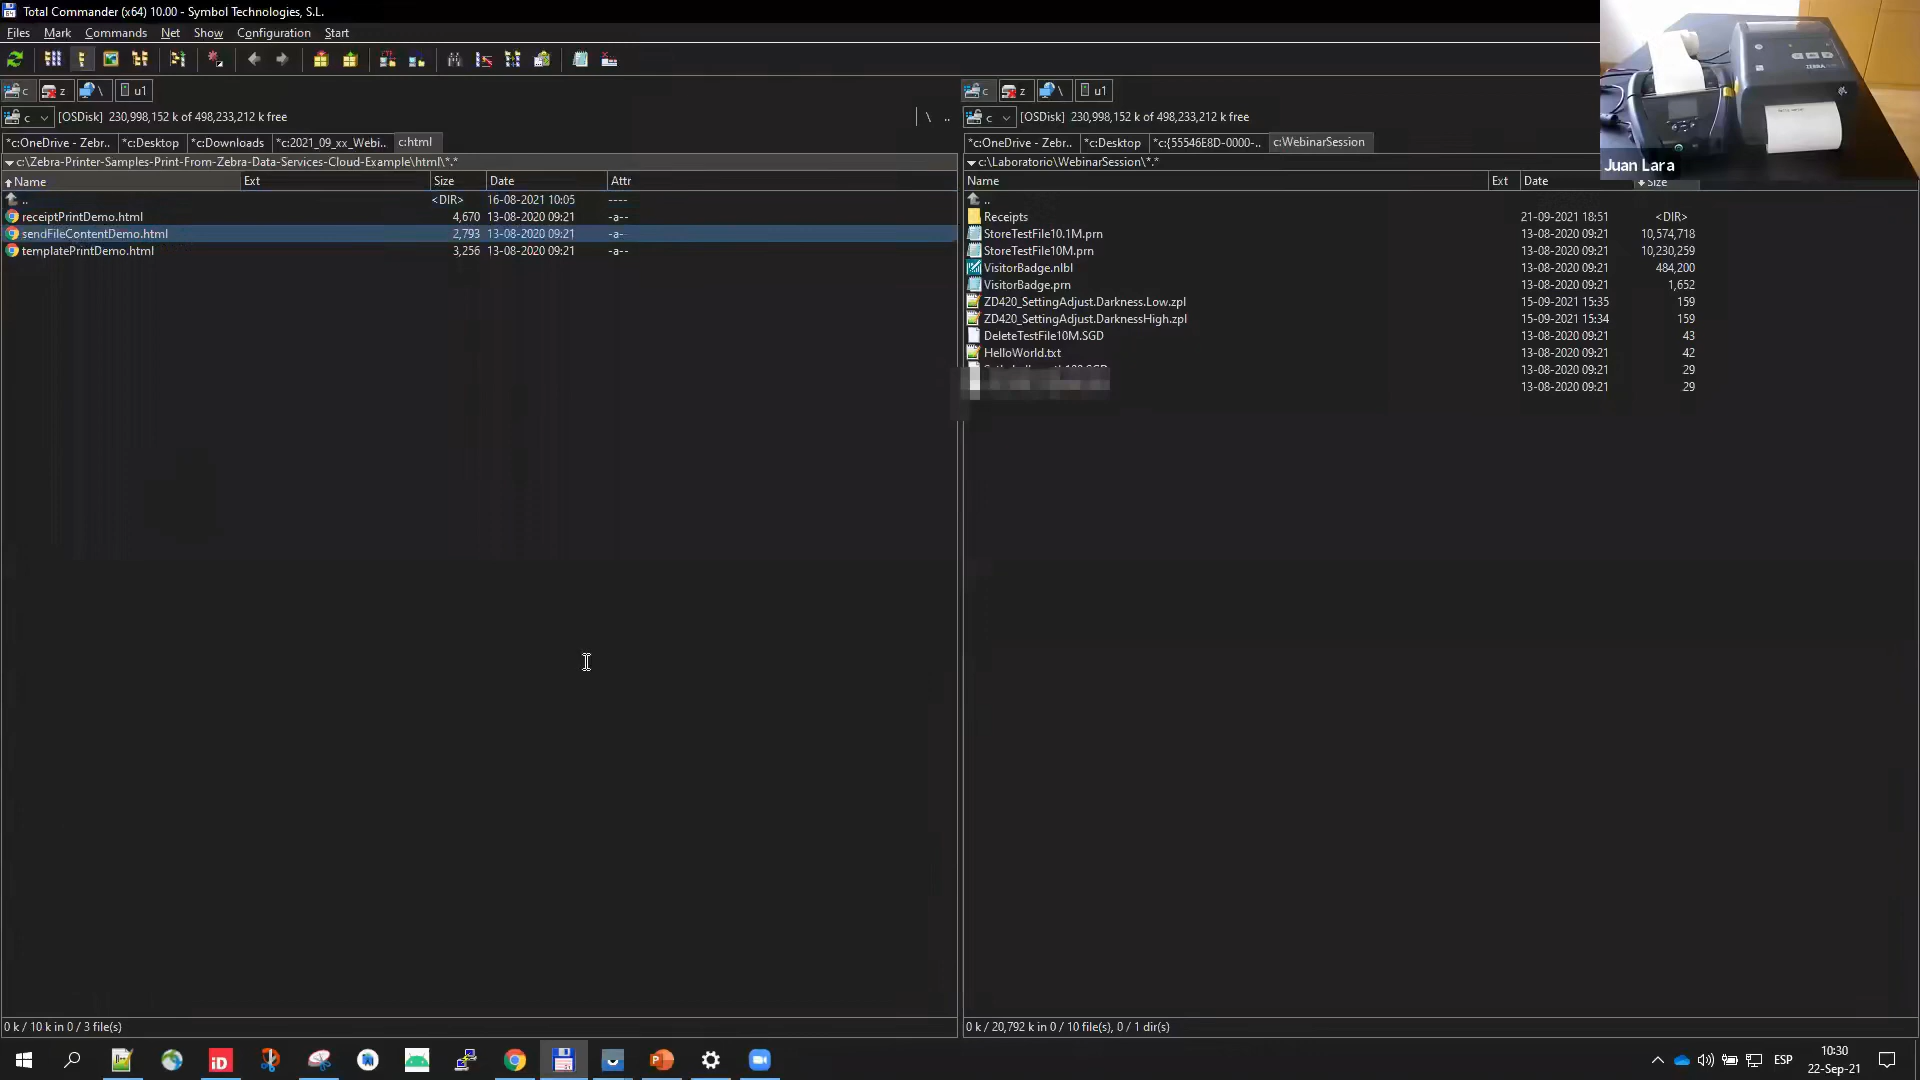 Total Commander (x64) 10.00 - Symbol Technologies, S.L.
Files Mark Commands Net Show Configuration Start
c z \ u1
c [OSDisk] 230,998,152 k of 498,233,212 k free \ ..
*c:OneDrive - Zebr.. *c:Desktop *c:Downloads *c:2021_09_xx_Webi.. c:html
c:\Zebra-Printer-Samples-Print-From-Zebra-Data-Services-Cloud-Example\html\*.*
Name Ext Size Date Attr
.. <DIR> 16-08-2021 10:05 ----
receiptPrintDemo.html 4,670 13-08-2020 09:21 -a--
sendFileContentDemo.html 2,793 13-08-2020 09:21 -a-
templatePrintDemo.html 3,256 13-08-2020 09:21 -a--
0 k / 10 k in 0 / 3 file(s)
c z \ u1
c [OSDisk] 230,998,152 k of 498,233,212 k free
*c:OneDrive - Zebr.. *c:Desktop *c:{55546E8D-0000-.. c:WebinarSession
c:\Laboratorio\WebinarSession\*.*
Name Ext Date Size
..
Receipts 21-09-2021 18:51 <DIR>
StoreTestFile10.1M.prn 13-08-2020 09:21 10,574,718
StoreTestFile10M.prn 13-08-2020 09:21 10,230,259
VisitorBadge.nlbl 13-08-2020 09:21 484,200
VisitorBadge.prn 13-08-2020 09:21 1,652
ZD420_SettingAdjust.Darkness.Low.zpl 15-09-2021 15:35 159
ZD420_SettingAdjust.DarknessHigh.zpl 15-09-2021 15:34 159
DeleteTestFile10M.SGD 13-08-2020 09:21 43
HelloWorld.txt 13-08-2020 09:21 42
13-08-2020 09:21 29
13-08-2020 09:21 29
0 k / 20,792 k in 0 / 10 file(s), 0 / 1 dir(s)
ZEBRA
Juan Lara
iD
P
ESP
10:30
22-Sep-21